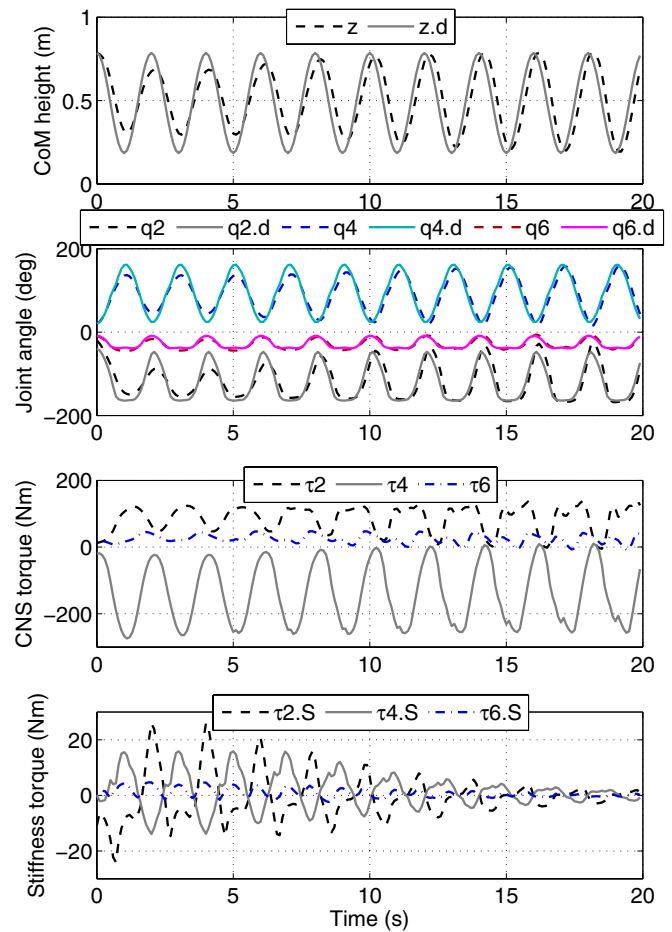 z z.d
CoM height (m)
1
0.5
0
0 5 10 15 20
q2 q2.d q4 q4.d q6 q6.d
Joint angle (deg)
200
0
−200
0 5 10 15 20
τ2 τ4 τ6
CNS torque (Nm)
200
0
−200
0 5 10 15 20
τ2.S τ4.S τ6.S
Stiffness torque (Nm)
20
0
−20
0 5 10 15 20
Time (s)